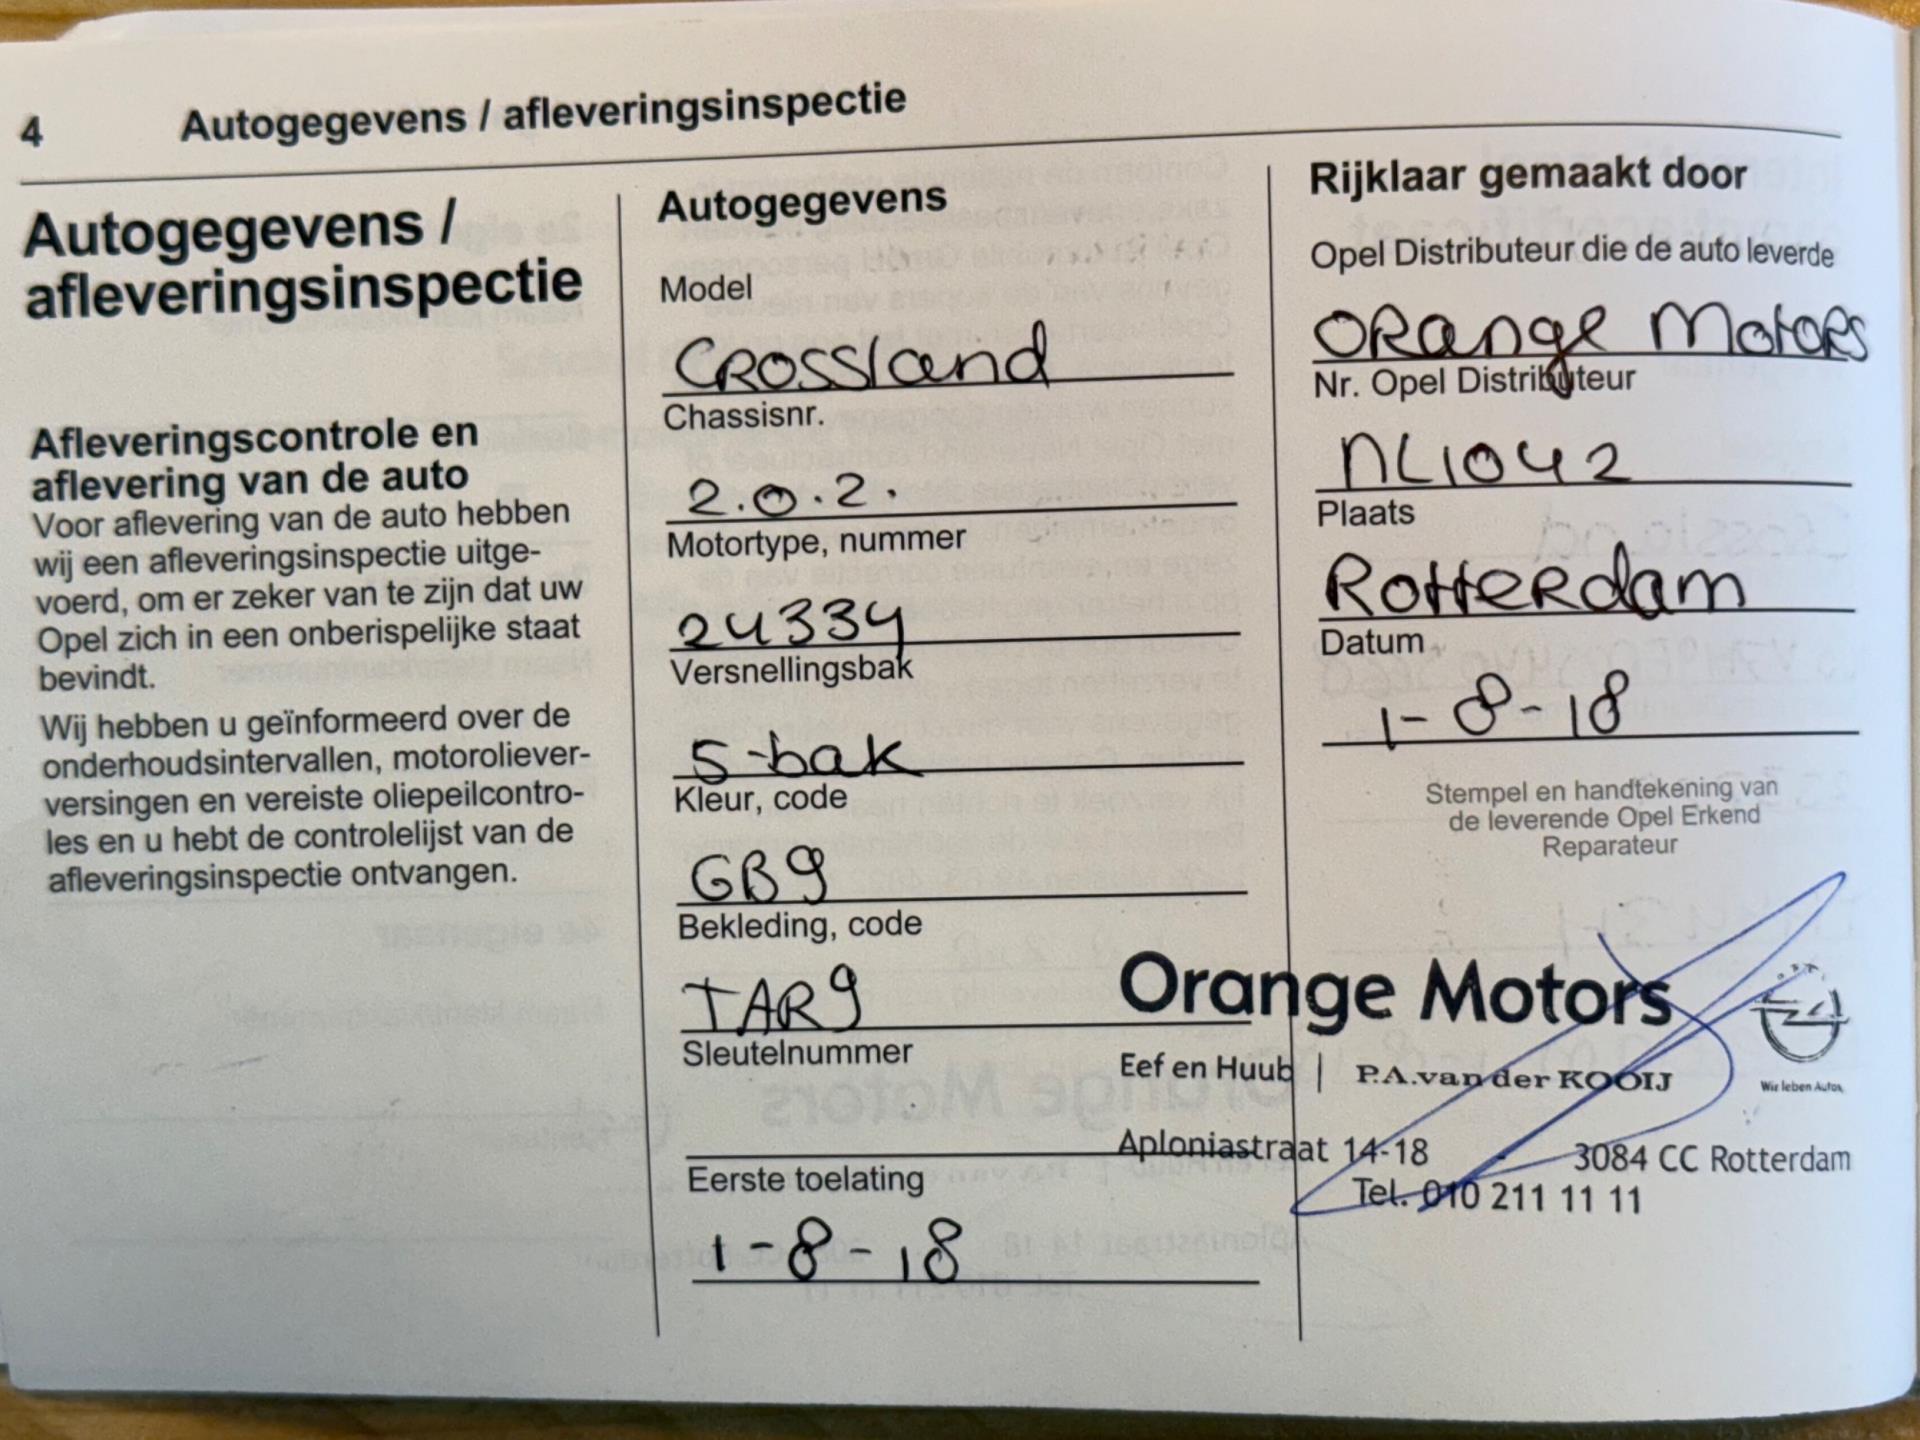 4 Autogegevens / afleveringsinspectie
Autogegevens /
afleveringsinspectie
Afleveringscontrole en
aflevering van de auto
Voor aflevering van de auto hebben
wij een afleveringsinspectie uitge-
voerd, om er zeker van te zijn dat uw
Opel zich in een onberispelijke staat
bevindt.
Wij hebben u geïnformeerd over de
onderhoudsintervallen, motoroliever-
versingen en vereiste oliepeilcontro-
les en u hebt de controlelijst van de
afleveringsinspectie ontvangen.
Autogegevens
Model
Crossland
Chassisnr.
2.0.2.
Motortype, nummer
24334
Versnellingsbak
5-bak
Kleur, code
GB9
Bekleding, code
TAR9
Sleutelnummer
Eerste toelating
1-8-18
Rijklaar gemaakt door
Opel Distributeur die de auto leverde
Orange Motors
Nr. Opel Distributeur
NL1042
Plaats
Rotterdam
Datum
1-8-18
Stempel en handtekening van
de leverende Opel Erkend
Reparateur
Orange Motors
OPEL
Eef en Huub | P.A. van der KOOIJ
Wir leben Autos.
Aploniastraat 14-18 3084 CC Rotterdam
Tel. 010 211 11 11